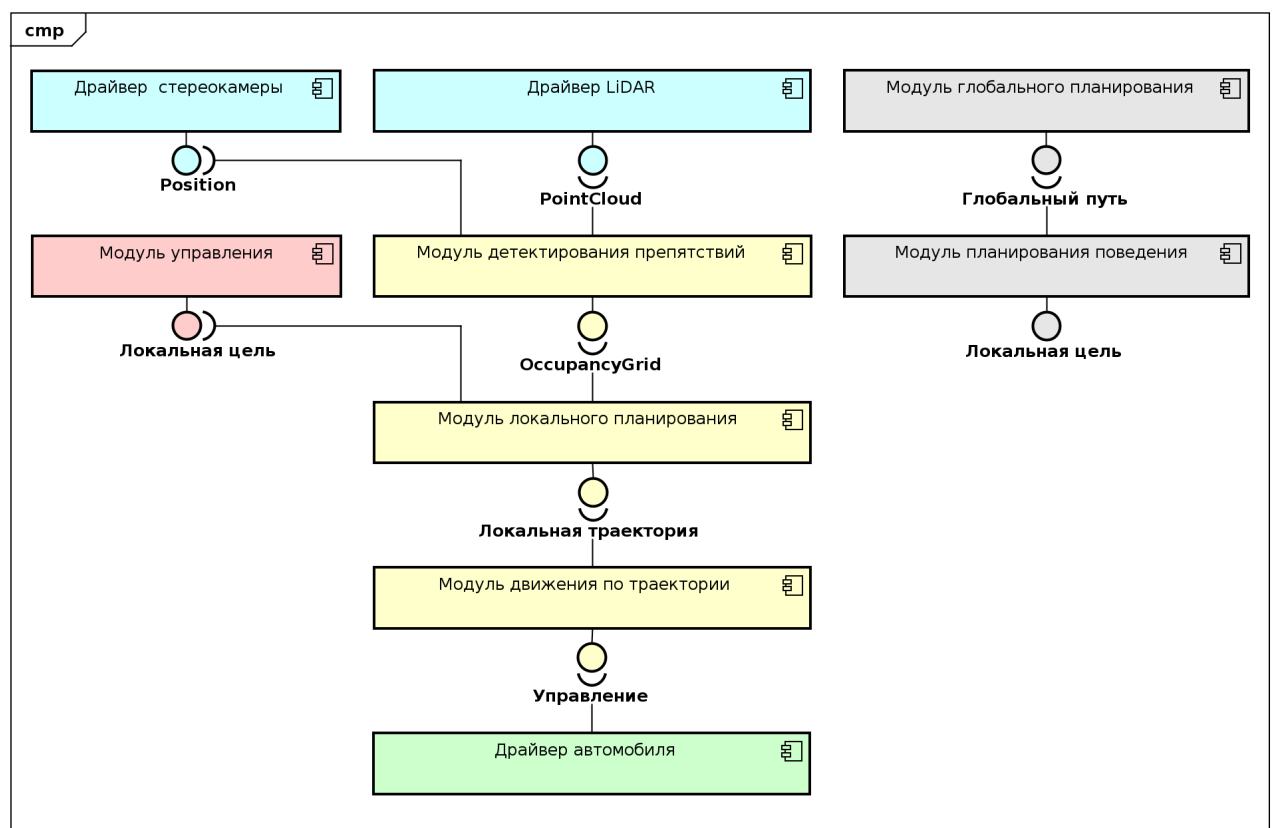 cmp
Драйвер стереокамеры
Драйвер LiDAR
Модуль глобального планирования
Position
PointCloud
Глобальный путь
Модуль управления
Модуль детектирования препятствий
Модуль планирования поведения
Локальная цель
OccupancyGrid
Локальная цель
Модуль локального планирования
Локальная траектория
Модуль движения по траектории
Управление
Драйвер автомобиля